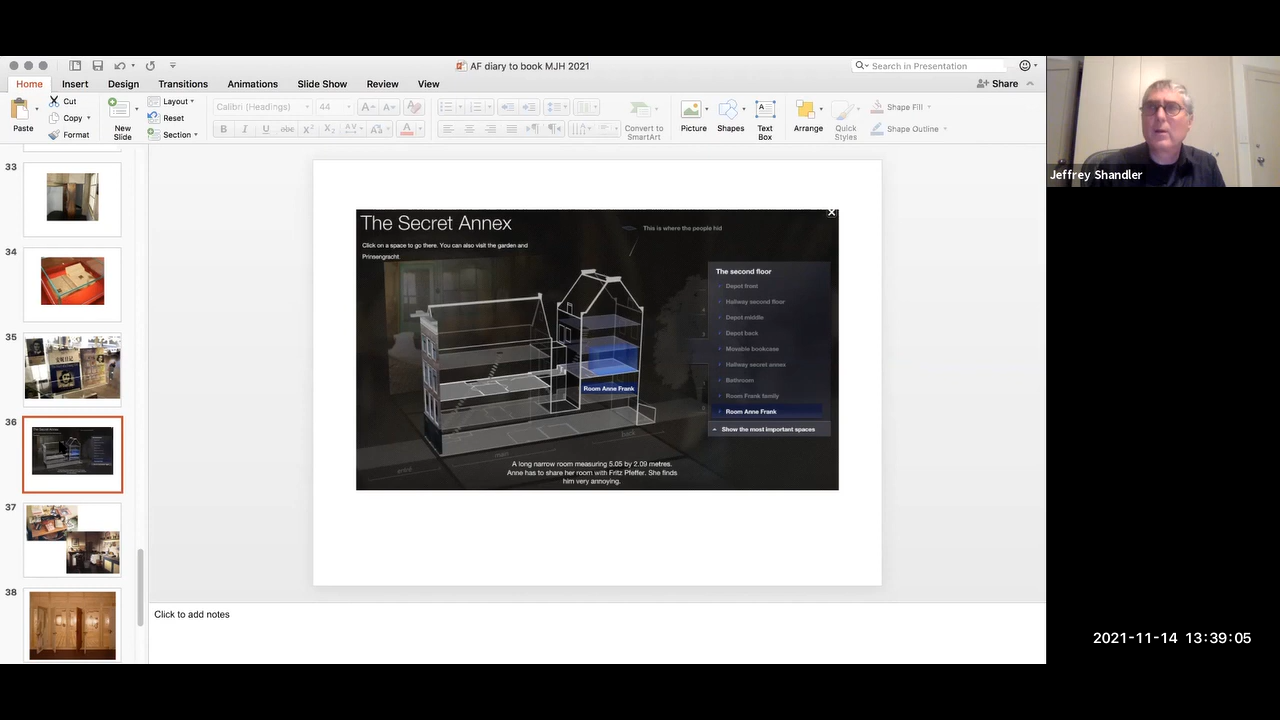 AF diary to book MJH 2021
Search in Presentation
Home Insert Design Transitions Animations Slide Show Review View
Share
Paste
Cut
Copy
Format
New Slide
Layout
Reset
Section
Calibri (Headings) 44
B I U abc X² X₂ AV Aa A
Convert to SmartArt
Picture
Shapes
Text Box
Arrange
Quick Styles
Shape Fill
Shape Outline
33
34
35
36
37
38
The Secret Annex
Click on a space to go there. You can also visit the garden and
Prinsengracht.
This is where the people hid
Room Anne Frank
The second floor
Depot front
Hallway second floor
Depot middle
Depot back
Movable bookcase
Hallway secret annex
Bathroom
Room Frank family
Room Anne Frank
Show the most important spaces
A long narrow room measuring 5.05 by 2.09 metres.
Anne has to share her room with Fritz Pfeffer. She finds
him very annoying.
Click to add notes
Jeffrey Shandler
2021-11-14 13:39:05